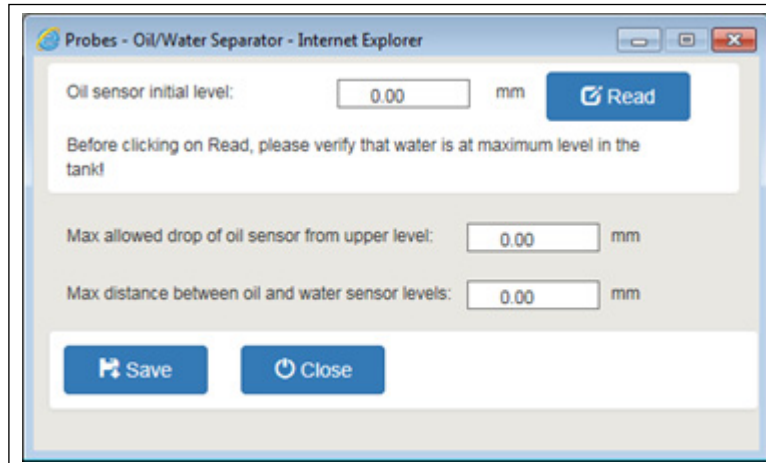 Probes - Oil/Water Separator - Internet Explorer
Oil sensor initial level: 0.00 mm Read
Before clicking on Read, please verify that water is at maximum level in the
tank!
Max allowed drop of oil sensor from upper level: 0.00 mm
Max distance between oil and water sensor levels: 0.00 mm
Save Close